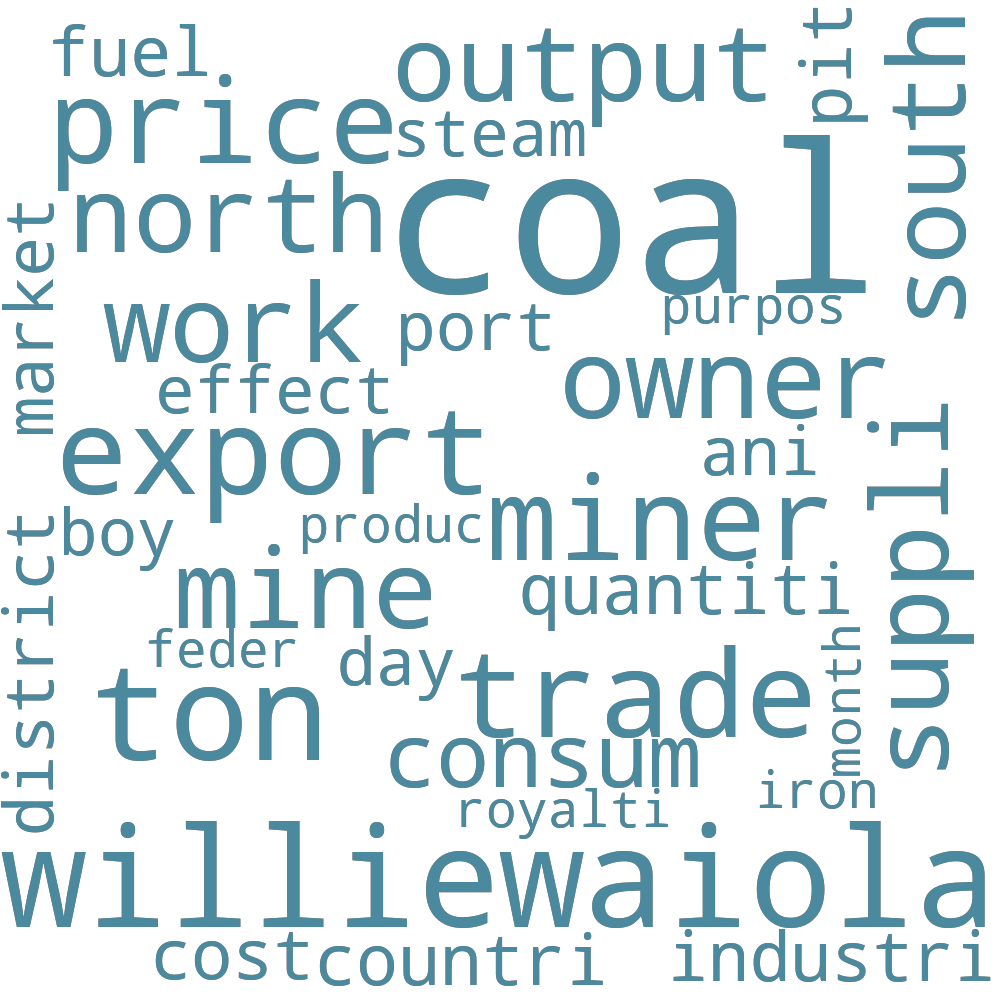 fuel
output
pit
south
price
steam
north
coal
market
work
port
purpos
effect
owner
export
ani
suppli
boy
produc
miner
district
mine
quantiti
feder
day
month
ton
trade
consum
iron
royalti
williewaiola
cost
countri
industri